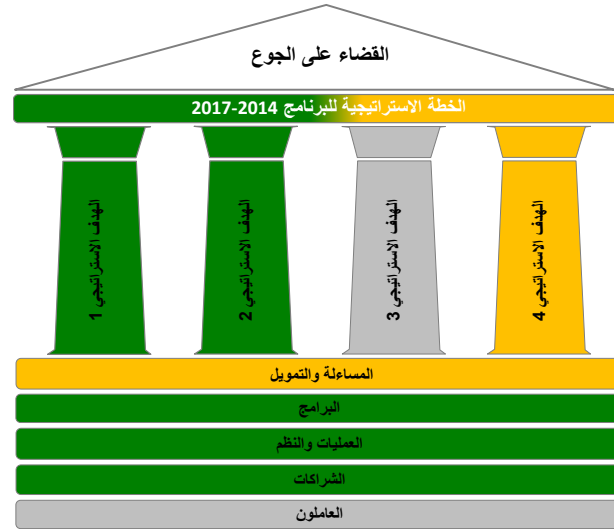 القضاء على الجوع
الخطة الاستراتيجية للبرنامج 2014-2017
الهدف الاستراتيجي 1
الهدف الاستراتيجي 2
الهدف الاستراتيجي 3
الهدف الاستراتيجي 4
المساءلة والتمويل
البرامج
العمليات والنظم
الشراكات
العاملون